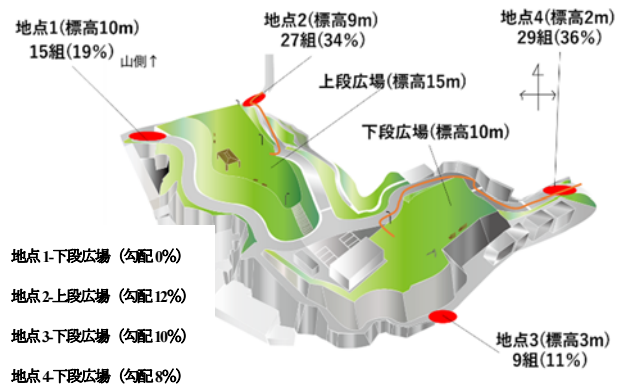 地点1(標高10m)
15組(19%)
山側↑
地点2(標高9m)
27組(34%)
地点4(標高2m)
29組(36%)
上段広場(標高15m)
下段広場(標高10m)
4
地点1-下段広場（勾配0%）
地点2-上段広場（勾配12%）
地点3-下段広場（勾配10%）
地点4-下段広場（勾配8%）
地点3(標高3m)
9組(11%)